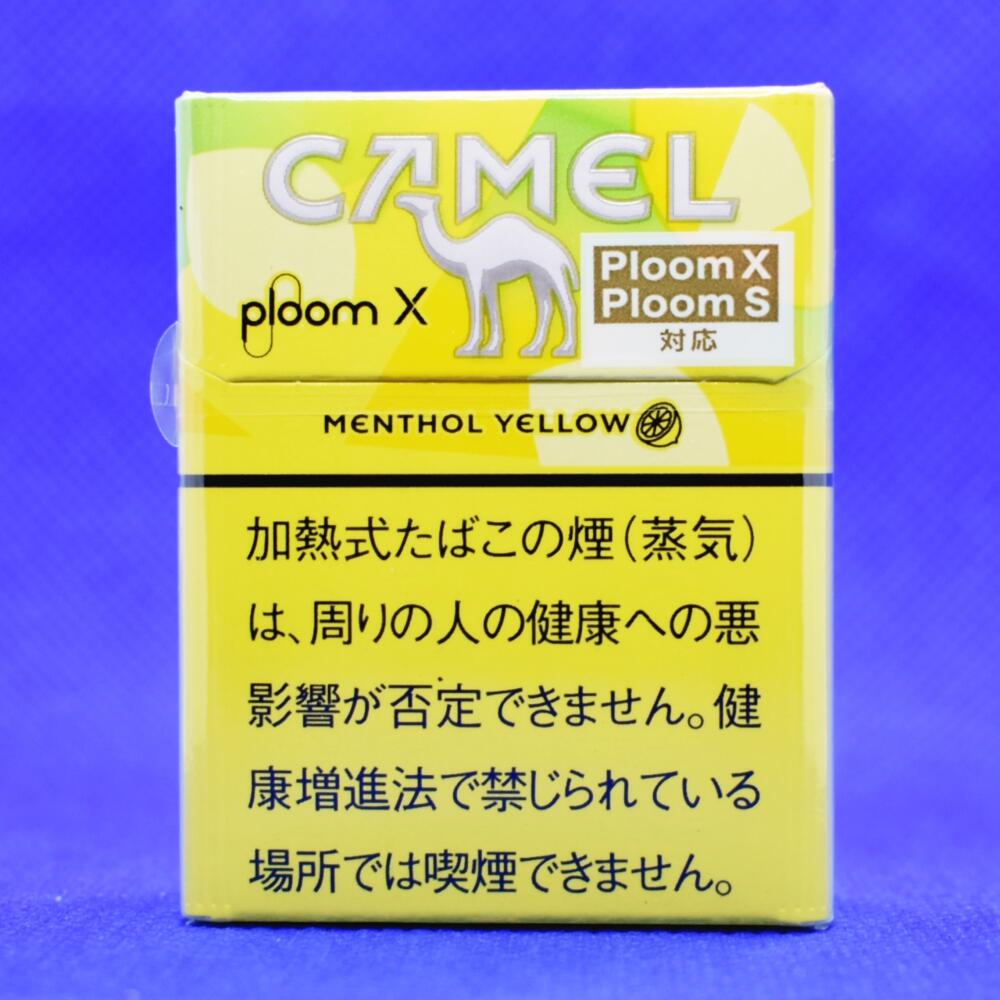 CAMEL
ploom X
Ploom X
Ploom S
対応
MENTHOL YELLOW
加熱式たばこの煙(蒸気)
は、周りの人の健康への悪
影響が否定できません。健
康増進法で禁じられている
場所では喫煙できません。